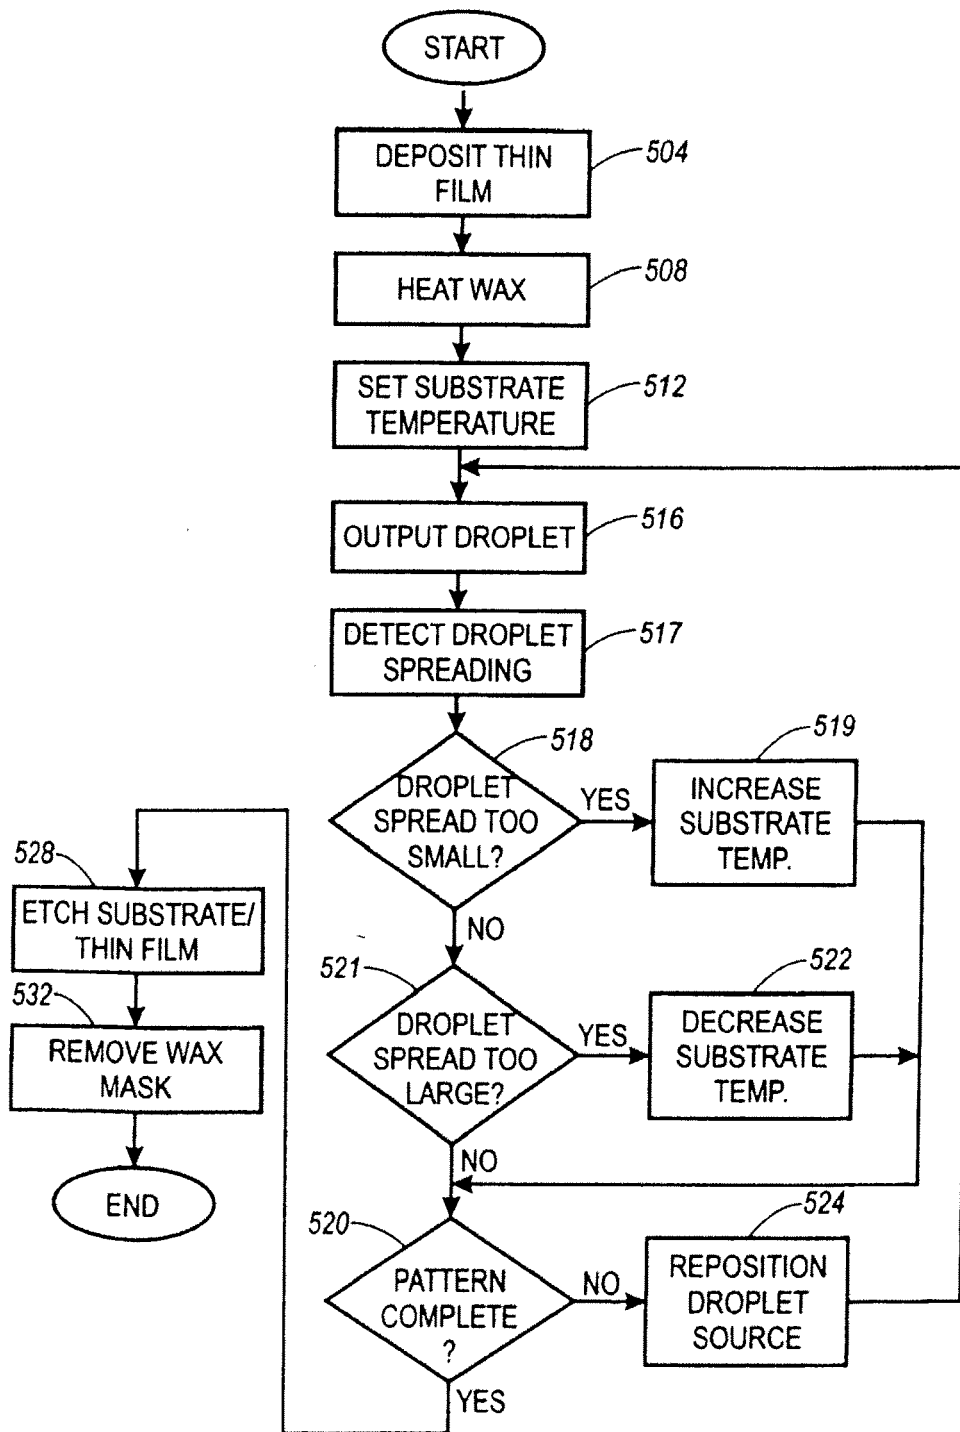 START
DEPOSIT THIN
FILM
504
HEAT WAX
508
SET SUBSTRATE
TEMPERATURE
512
OUTPUT DROPLET
516
DETECT DROPLET
SPREADING
517
DROPLET
SPREAD TOO
SMALL?
518
YES
INCREASE
SUBSTRATE
TEMP.
519
NO
DROPLET
SPREAD TOO
LARGE?
521
YES
DECREASE
SUBSTRATE
TEMP.
522
NO
PATTERN
COMPLETE
?
520
NO
REPOSITION
DROPLET
SOURCE
524
YES
ETCH SUBSTRATE/
THIN FILM
528
REMOVE WAX
MASK
532
END